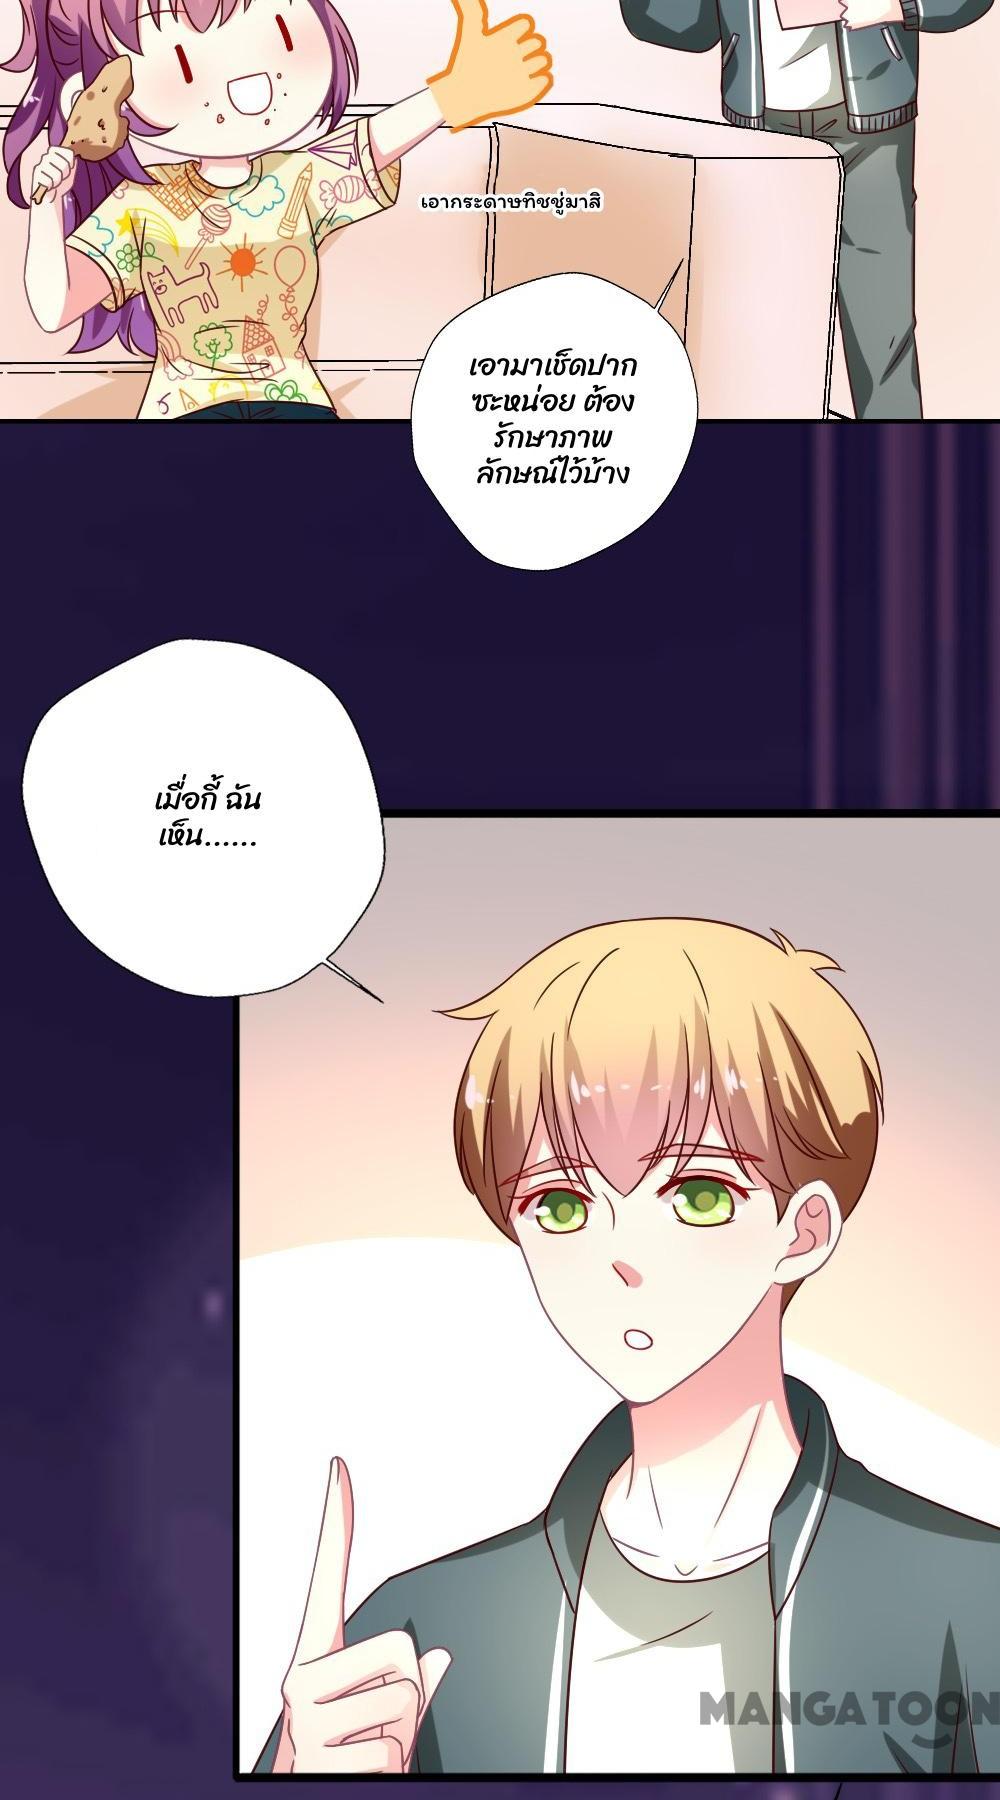 เอากระดาษทิชชู่มาสิ
เอามาเช็ดปาก
ซะหน่อย ต้อง
รักษาภาพ
ลักษณ์ไว้บ้าง
เมื่อกี้ ฉัน
เห็น......
MANGATOON